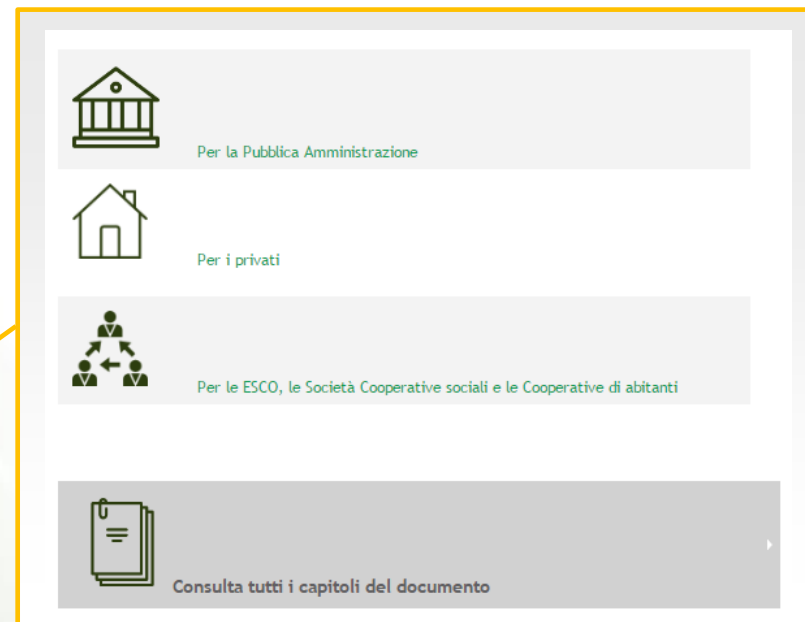 Per la Pubblica Amministrazione
Per i privati
Per le ESCO, le Società Cooperative sociali e le Cooperative di abitanti
Consulta tutti i capitoli del documento